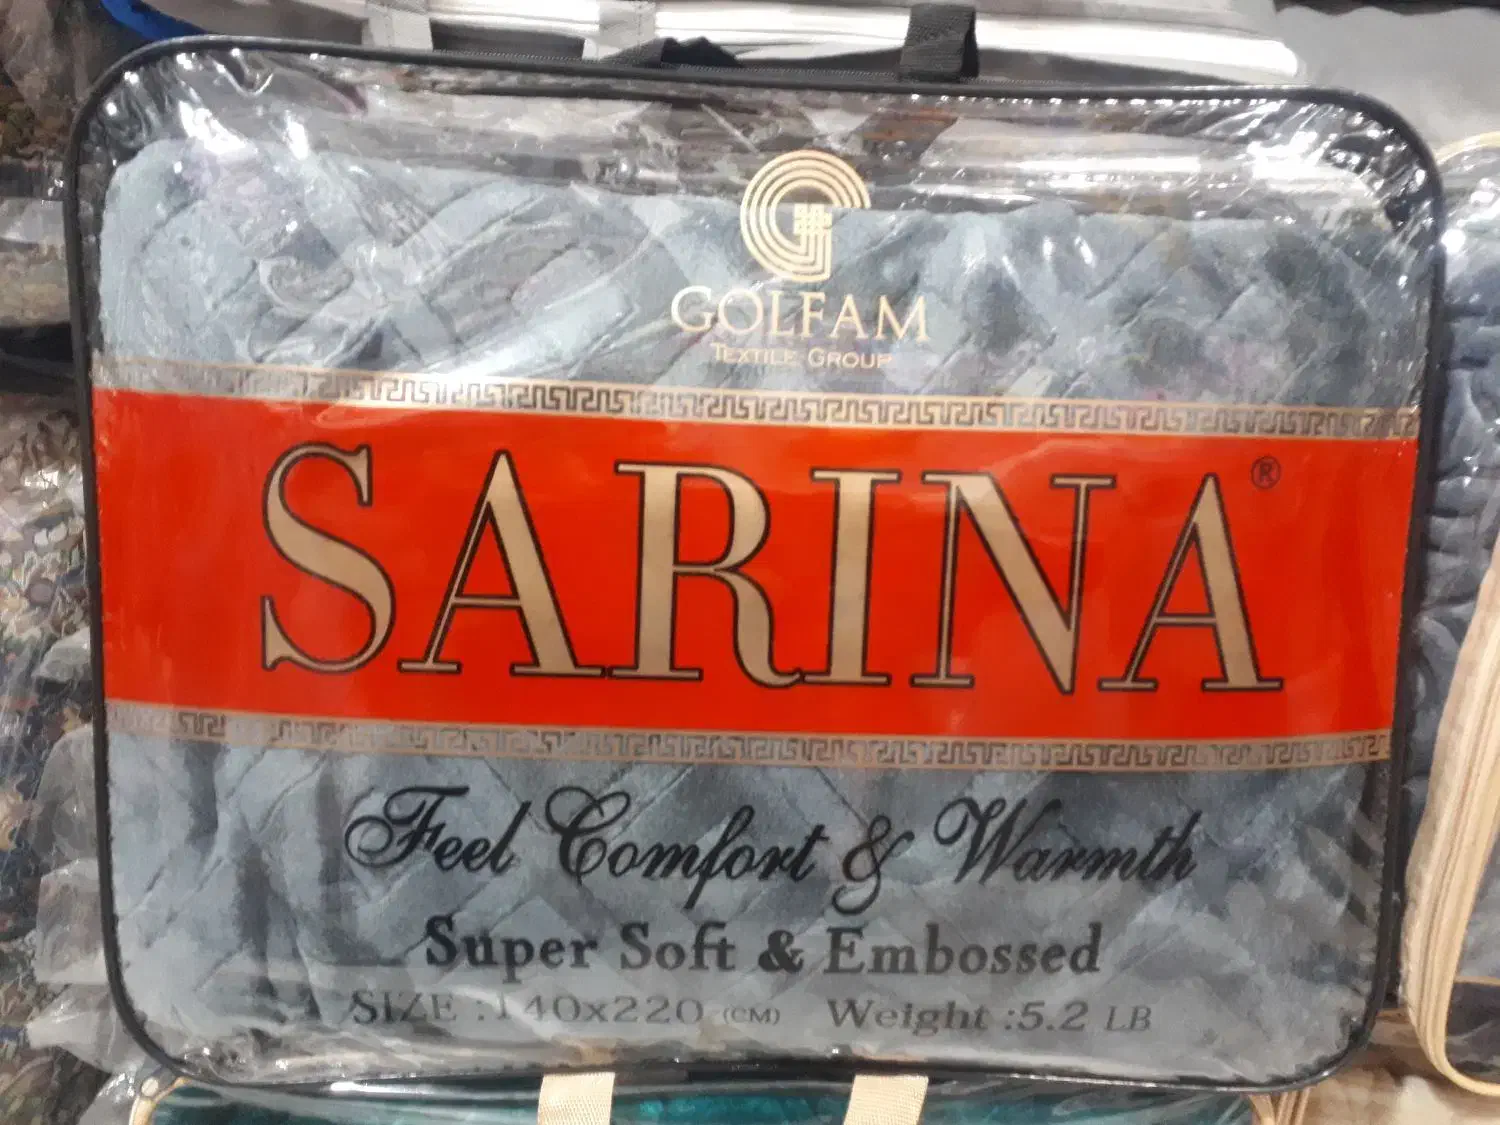 GOLFAM
TEXTILE GROUP
SARINA®
Feel Comfort & Warmth
Super Soft & Embossed
SIZE :140x220 (CM) Weight :5.2 LB